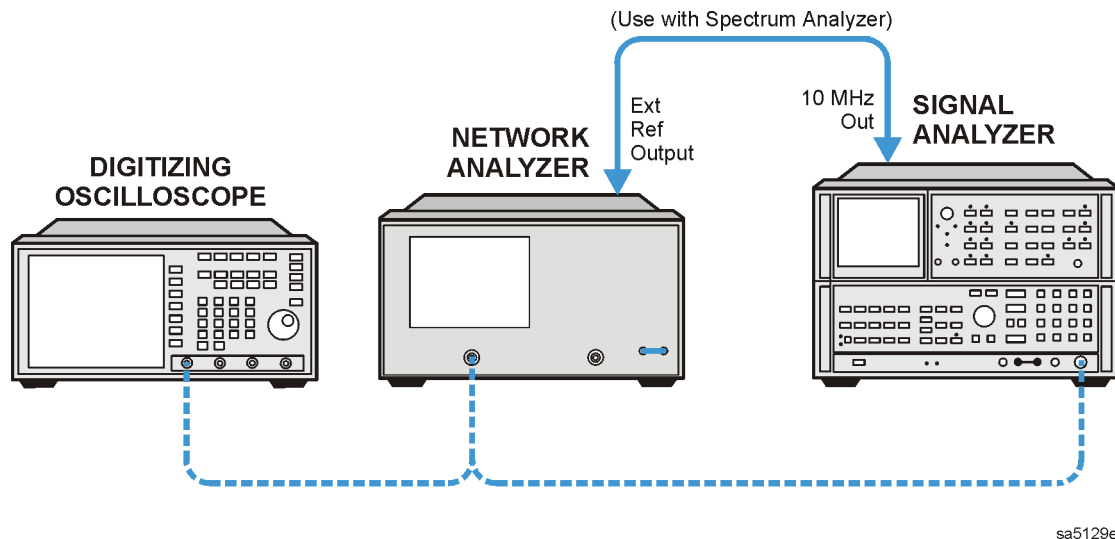 (Use with Spectrum Analyzer)
Ext
Ref
Output
10 MHz
Out
SIGNAL
ANALYZER
NETWORK
ANALYZER
DIGITIZING
OSCILLOSCOPE
sa5129e